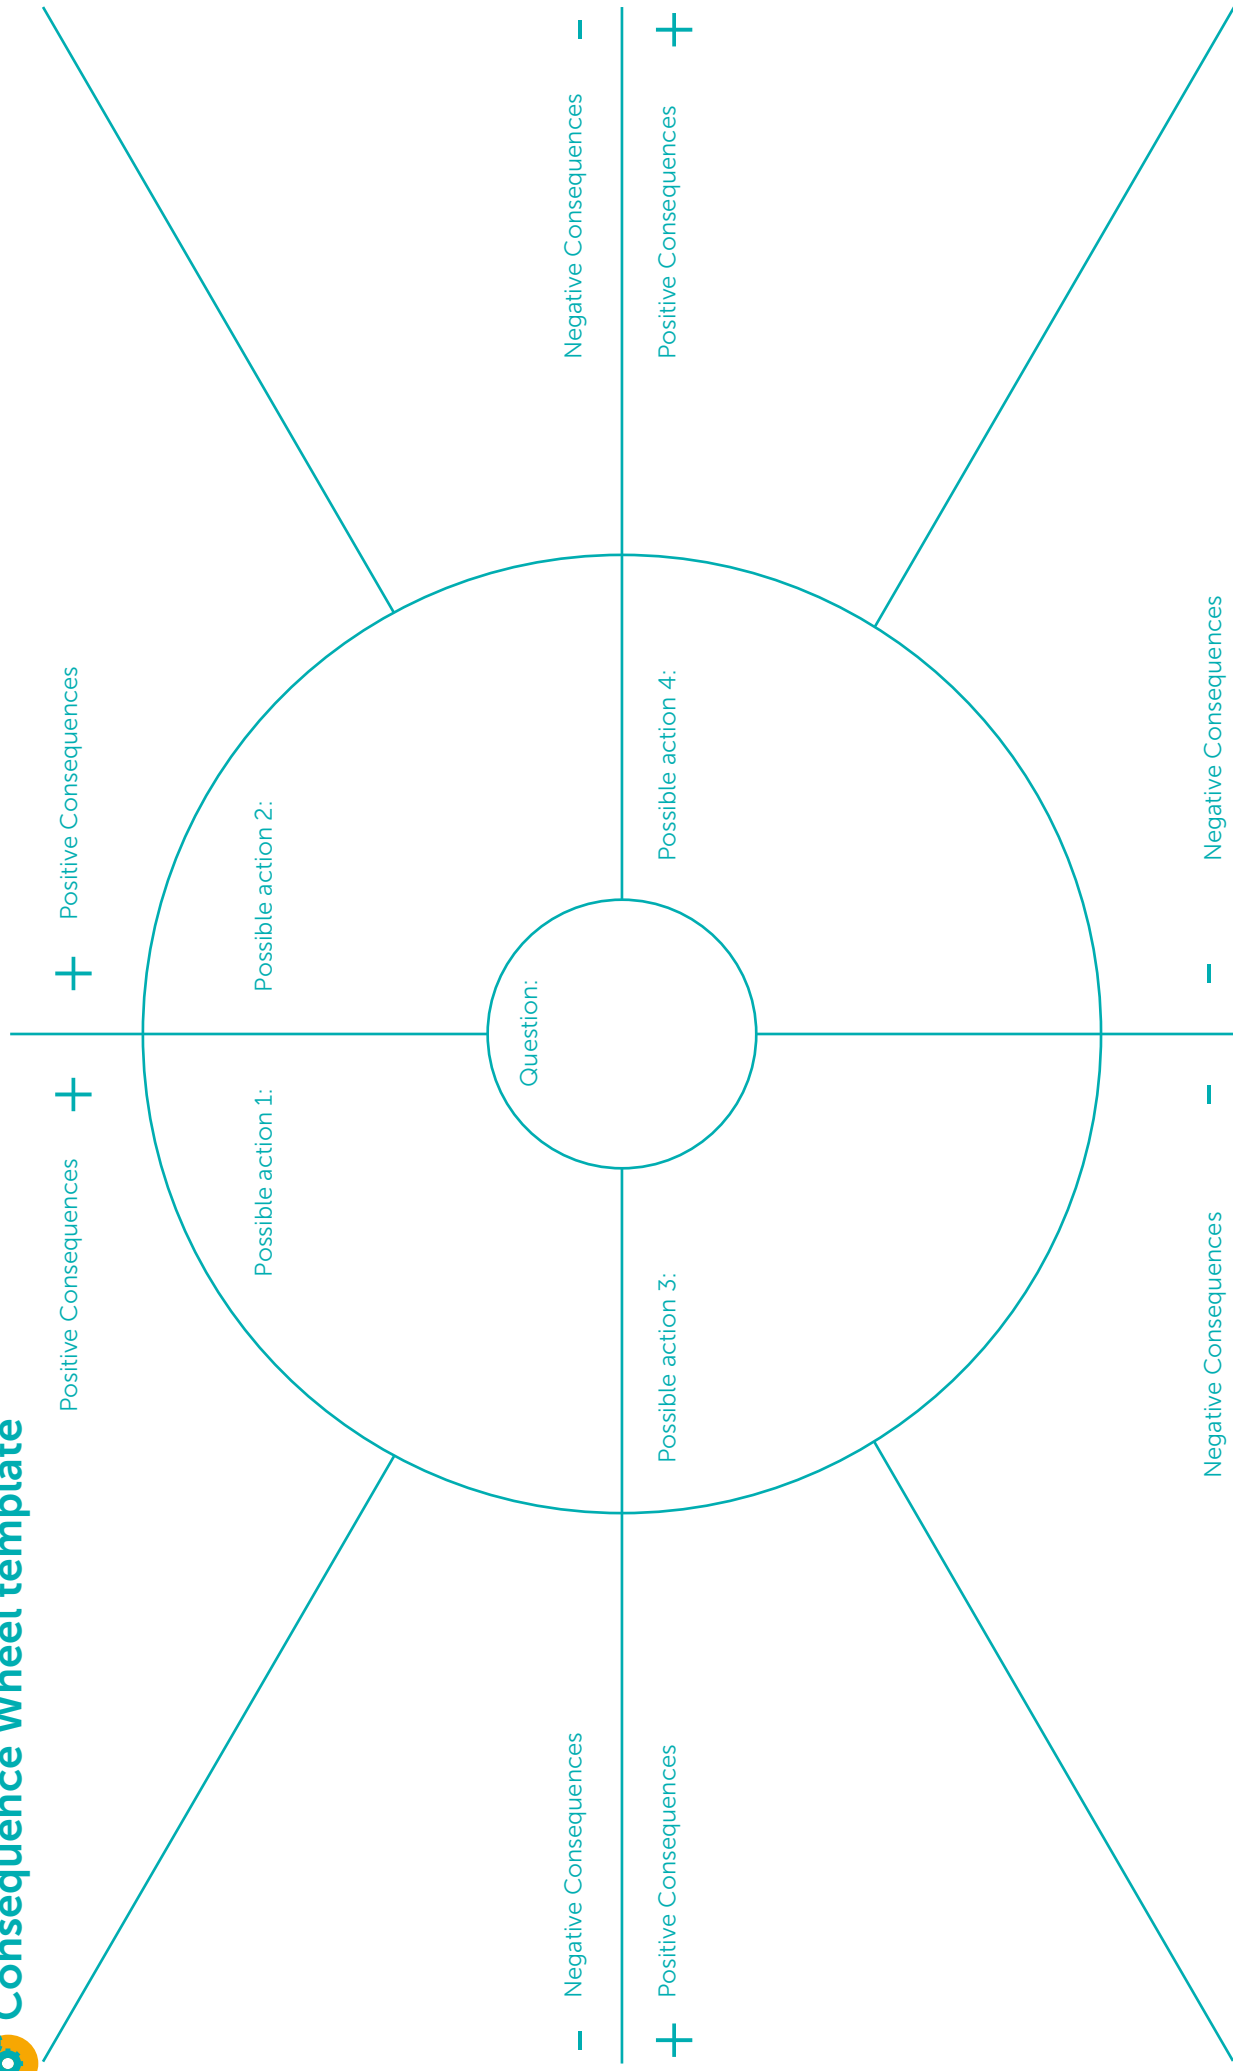 Consequence Wheel template
Positive Consequences
+
+
Positive Consequences
Possible action 1:
Possible action 2:
Question:
-
Negative Consequences
Negative Consequences
-
+
Positive Consequences
Possible action 3:
Possible action 4:
Positive Consequences
+
Negative Consequences
-
-
Negative Consequences